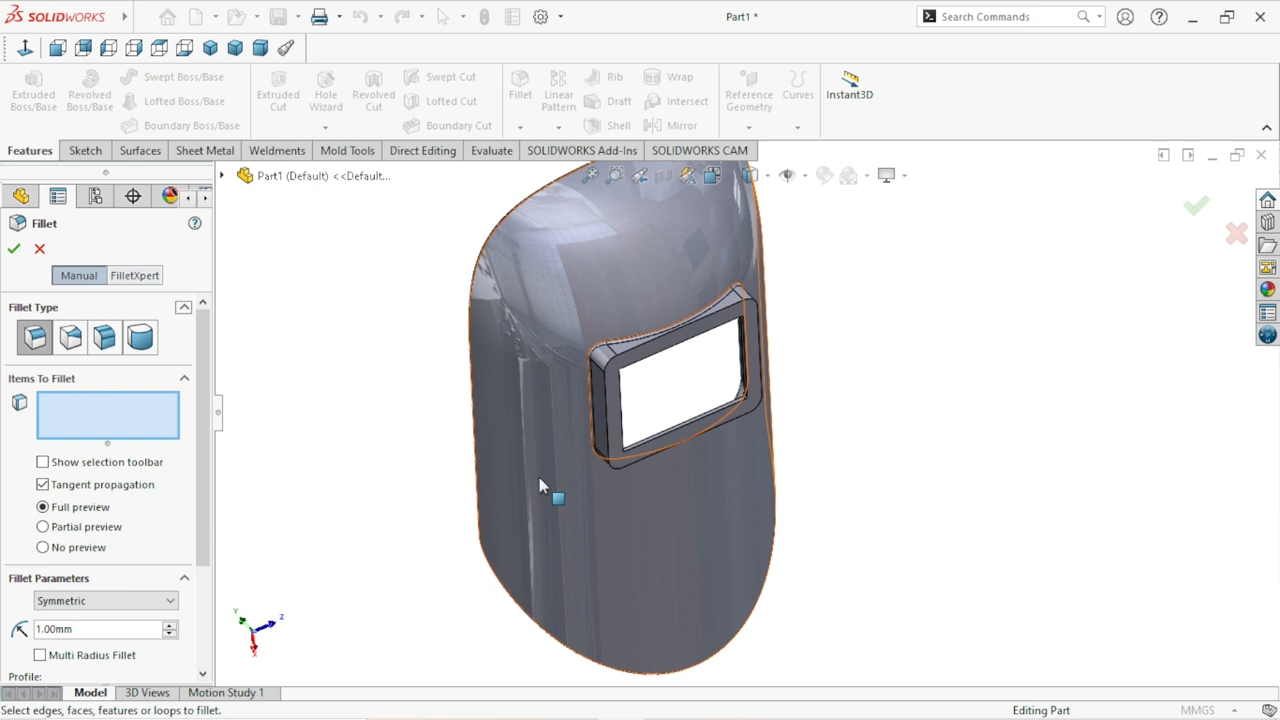 SOLIDWORKS
Part1 *
Search Commands
Extruded Boss/Base
Revolved Boss/Base
Swept Boss/Base
Lofted Boss/Base
Boundary Boss/Base
Extruded Cut
Hole Wizard
Revolved Cut
Swept Cut
Lofted Cut
Boundary Cut
Fillet
Linear Pattern
Rib
Draft
Shell
Wrap
Intersect
Mirror
Reference Geometry
Curves
Instant3D
Features
Sketch
Surfaces
Sheet Metal
Weldments
Mold Tools
Direct Editing
Evaluate
SOLIDWORKS Add-Ins
SOLIDWORKS CAM
Part1 (Default) <<Default...
Fillet
Manual
FilletXpert
Fillet Type
Items To Fillet
Show selection toolbar
Tangent propagation
Full preview
Partial preview
No preview
Fillet Parameters
Symmetric
1.00mm
Multi Radius Fillet
Profile:
Y
Z
X
Model
3D Views
Motion Study 1
Select edges, faces, features or loops to fillet.
Editing Part
MMGS